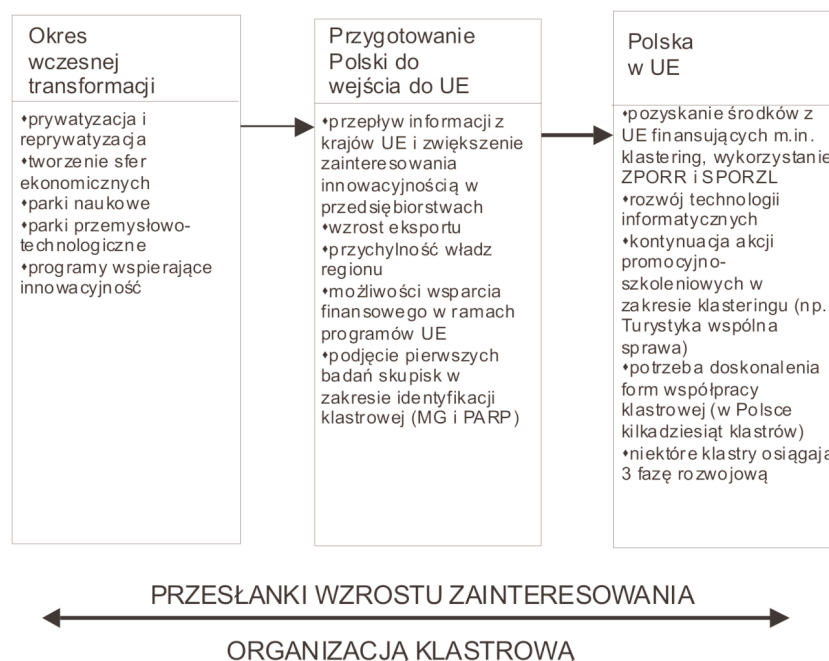 Okres
wczesnej
transformacji
⬧prywatyzacja i
reprywatyzacja
⬧tworzenie sfer
ekonomicznych
⬧parki naukowe
⬧parki przemysłowo-
technologiczne
⬧programy wspierające
innowacyjność
Przygotowanie
Polski do
wejścia do UE
⬧przepływ informacji z
krajów UE i zwiększenie
zainteresowania
innowacyjnością w
przedsiębiorstwach
⬧wzrost eksportu
⬧przychylność władz
regionu
⬧możliwości wsparcia
finansowego w ramach
programów UE
⬧podjęcie pierwszych
badań skupisk w
zakresie identyfikacji
klastrowej (MG i PARP)
Polska
w UE
⬧pozyskanie środków z
UE finansujących m.in.
klastering, wykorzystanie
ZPORR i SPORZL
⬧rozwój technologii
informatycznych
⬧kontynuacja akcji
promocyjno-
szkoleniowych w
zakresie klasteringu (np.
Turystyka wspólna
sprawa)
⬧potrzeba doskonalenia
form współpracy
klastrowej (w Polsce
kilkadziesiąt klastrów)
⬧niektóre klastry osiągają
3 fazę rozwojową
PRZESŁANKI WZROSTU ZAINTERESOWANIA
ORGANIZACJĄ KLASTROWĄ